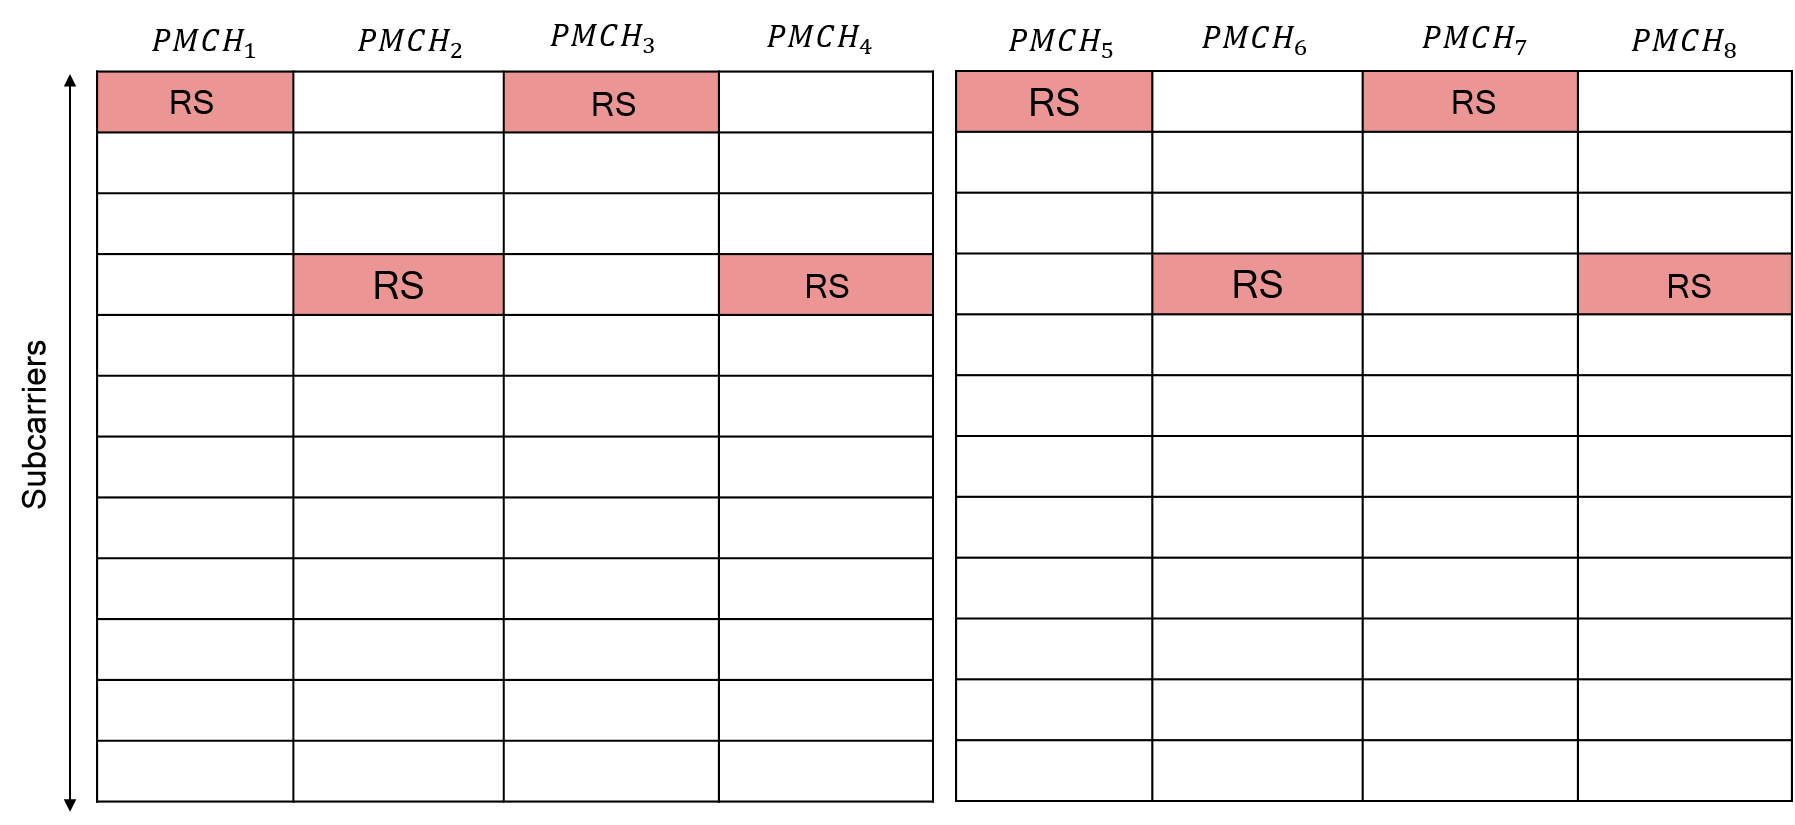 PMCH₁ PMCH₂ PMCH₃ PMCH₄ PMCH₅ PMCH₆ PMCH₇ PMCH₈
RS RS RS RS
RS RS RS RS
Subcarriers